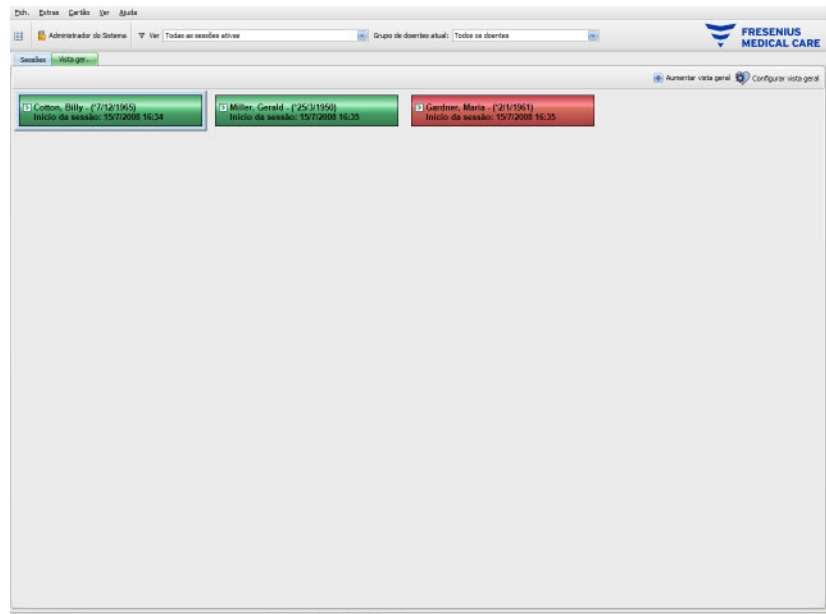 Fich. Extras Cartão Ver Ajuda
Administrador do Sistema Ver Todas as sessões ativas Grupo de doentes atual: Todos os doentes
FRESENIUS
MEDICAL CARE
Sessões Vista ger.
Aumentar vista geral Configurar vista geral
Cotton, Billy - (*7/12/1965)
Início da sessão: 15/7/2008 16:34
Miller, Gerald - (*25/3/1950)
Início da sessão: 15/7/2008 16:35
Gardner, Maria - (*2/1/1961)
Início da sessão: 15/7/2008 16:35